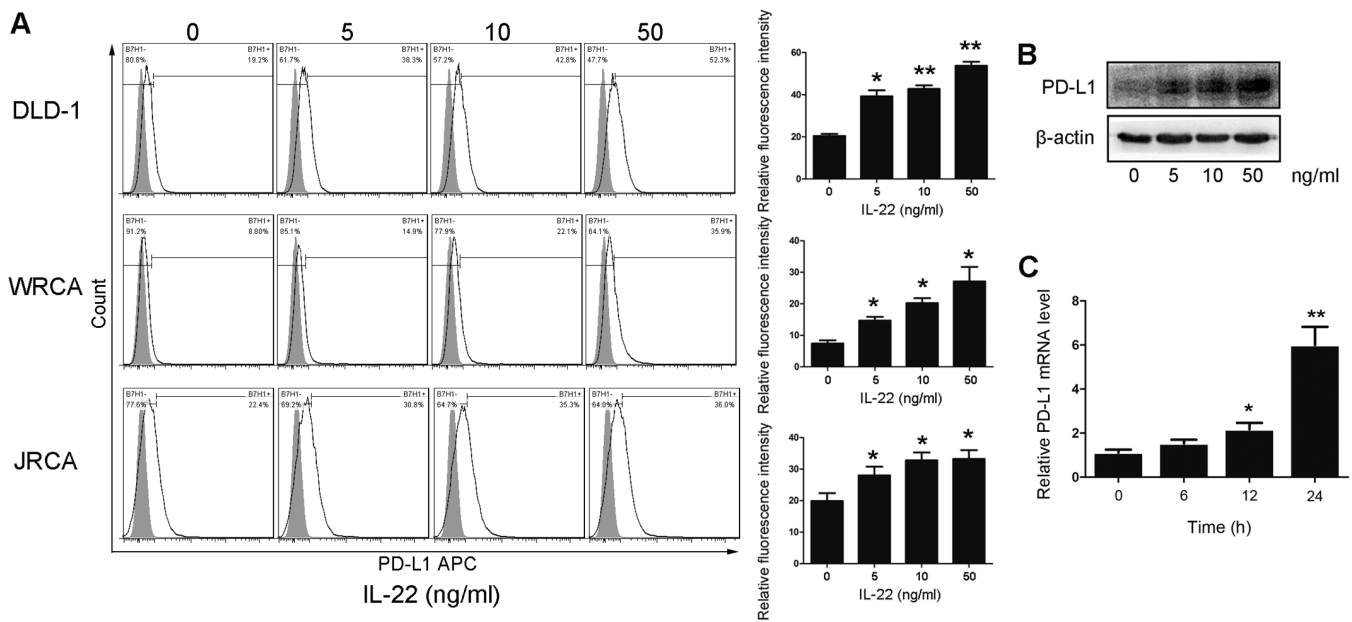 A
0 5 10 50
DLD-1
B7H1- B7H1+
80.8% 19.2%
B7H1- B7H1+
61.7% 38.3%
B7H1- B7H1+
57.2% 42.8%
B7H1- B7H1+
47.7% 52.3%
WRCA
B7H1- B7H1+
91.2% 8.80%
B7H1- B7H1+
85.1% 14.9%
B7H1- B7H1+
77.9% 22.1%
B7H1- B7H1+
64.1% 35.9%
JRCA
B7H1- B7H1+
77.6% 22.4%
B7H1- B7H1+
69.2% 30.8%
B7H1- B7H1+
64.7% 35.3%
B7H1- B7H1+
64.0% 36.0%
Count
PD-L1 APC
IL-22 (ng/ml)
Rrelative fluorescence intensity
60
40
20
0
* ** **
0 5 10 50
IL-22 (ng/ml)
Relative fluorescence intensity
40
30
20
10
0
* * *
0 5 10 50
IL-22 (ng/ml)
Relative fluorescence intensity
40
30
20
10
0
* * *
0 5 10 50
IL-22 (ng/ml)
B
PD-L1
β-actin
0 5 10 50 ng/ml
C
Relative PD-L1 mRNA level
8
6
4
2
0
* **
0 6 12 24
Time (h)